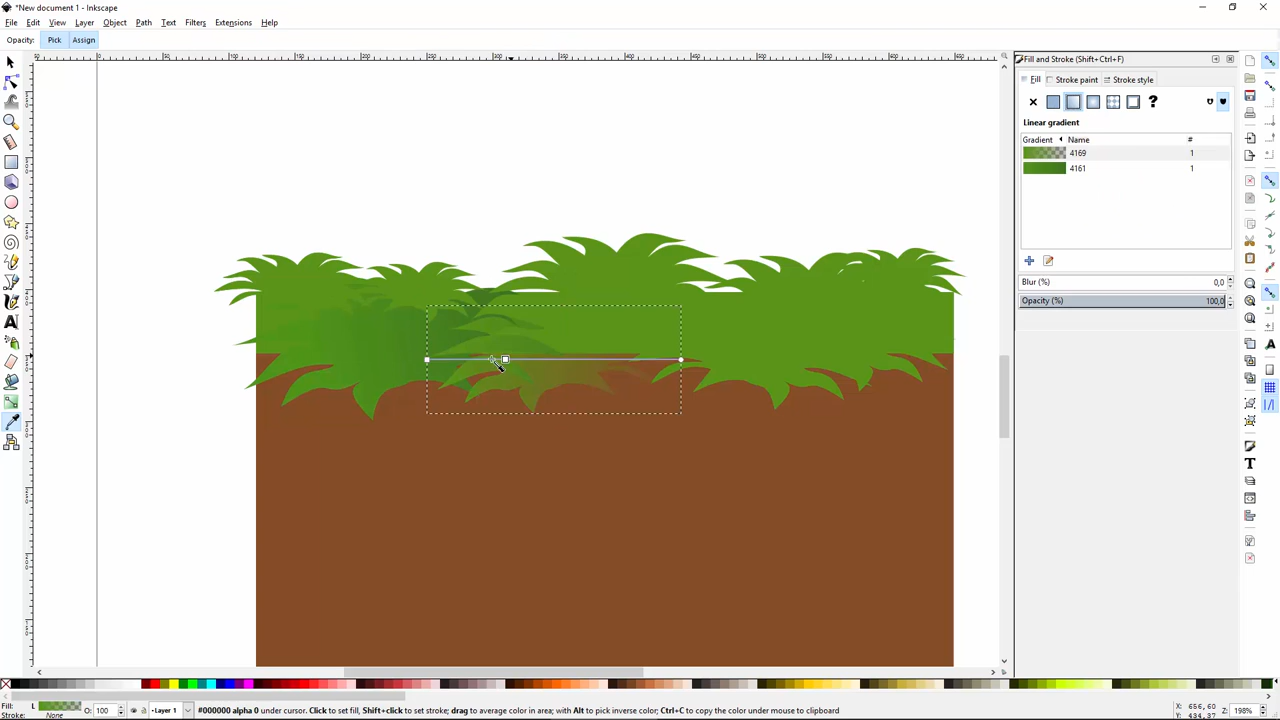 *New document 1 - Inkscape
File Edit View Layer Object Path Text Filters Extensions Help
Opacity: Pick Assign
Fill and Stroke (Shift+Ctrl+F)
Fill Stroke paint Stroke style
?
Linear gradient
Gradient Name #
4169 1
4161 1
Blur (%) 0,0
Opacity (%) 100,0
Fill: L O: 100 Layer 1 #000000 alpha 0 under cursor. Click to set fill, Shift+click to set stroke; drag to average color in area; with Alt to pick inverse color; Ctrl+C to copy the color under mouse to clipboard X: 656,60 Z: 198%
Stroke: None Y: 434,37